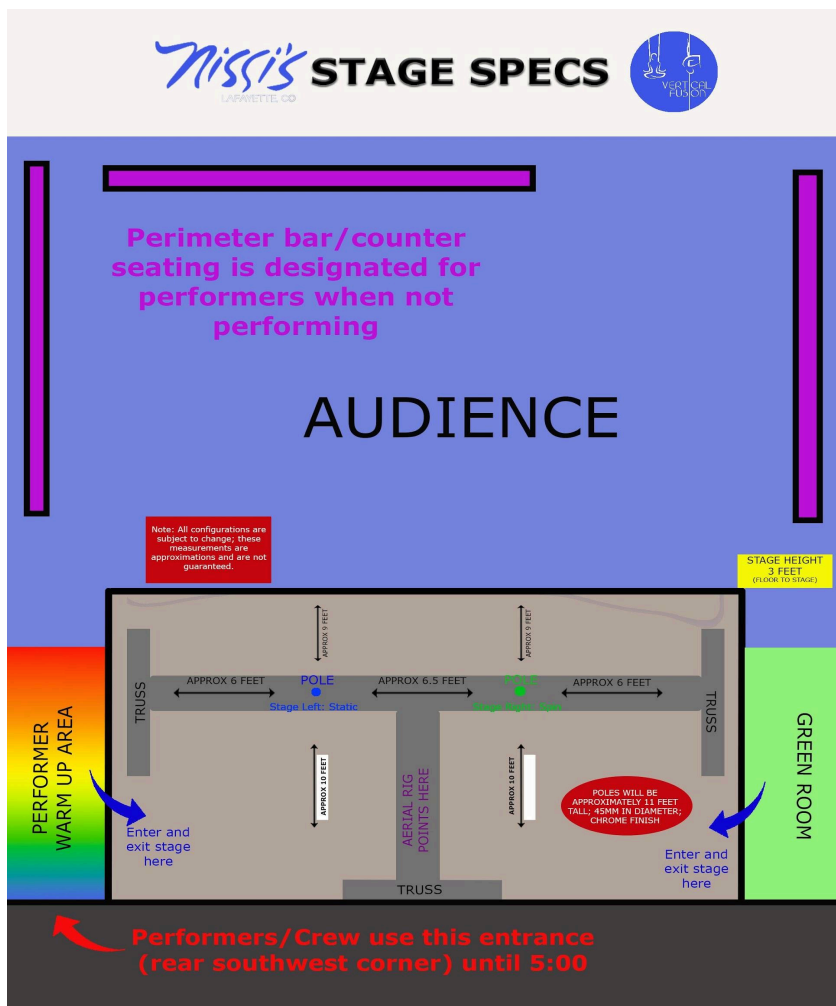 Nissi's STAGE SPECS
LAFAYETTE, CO
VERTICAL
FUSION
Perimeter bar/counter
seating is designated for
performers when not
performing
AUDIENCE
Note: All configurations are
subject to change; these
measurements are
approximations and are not
guaranteed.
STAGE HEIGHT
3 FEET
(FLOOR TO STAGE)
APPROX 9 FEET
APPROX 9 FEET
TRUSS
APPROX 6 FEET
POLE
Stage Left: Static
APPROX 6.5 FEET
POLE
Stage Right: Spin
APPROX 6 FEET
TRUSS
PERFORMER
WARM UP AREA
Enter and
exit stage
here
APPROX 10 FEET
AERIAL RIG
POINTS HERE
APPROX 10 FEET
POLES WILL BE
APPROXIMATELY 11 FEET
TALL; 45MM IN DIAMETER;
CHROME FINISH
Enter and
exit stage
here
GREEN ROOM
TRUSS
Performers/Crew use this entrance
(rear southwest corner) until 5:00